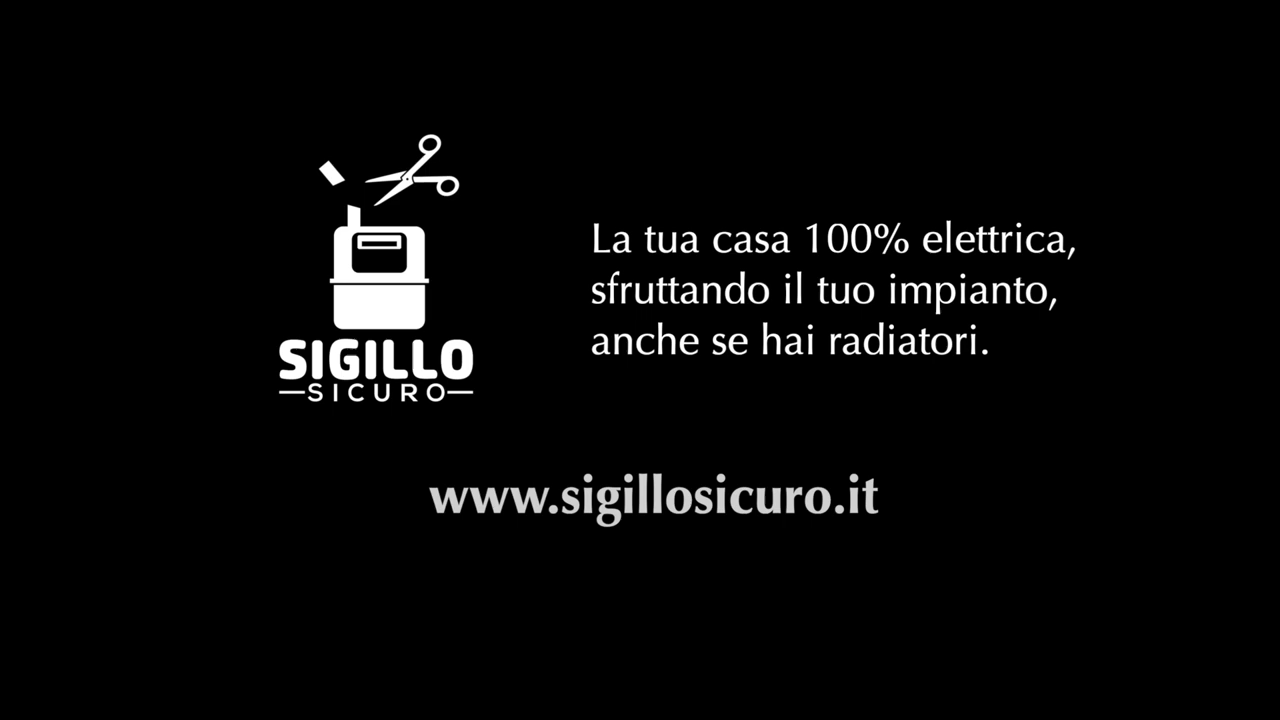 SIGILLO
SICURO
La tua casa 100% elettrica,
sfruttando il tuo impianto,
anche se hai radiatori.
www.sigillosicuro.it